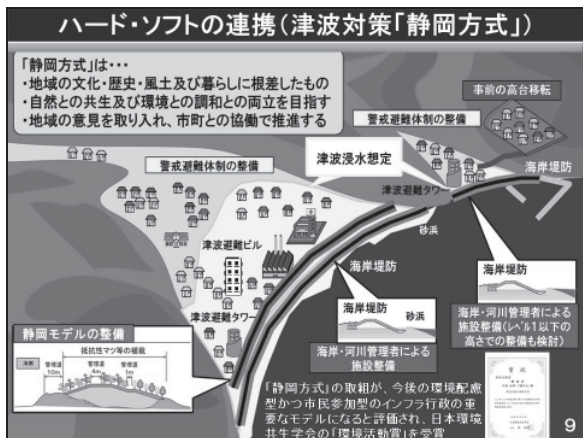 ハード・ソフトの連携(津波対策「静岡方式」)
「静岡方式」は・・・
・地域の文化・歴史・風土及び暮らしに根差したもの
・自然との共生及び環境との調和との両立を目指す
・地域の意見を取り入れ、市町との協働で推進する
事前の高台移転
警戒避難体制の整備
警戒避難体制の整備
津波浸水想定
海岸堤防
津波避難タワー
砂浜
津波避難ビル
海岸堤防
津波避難タワー
海岸堤防
海岸堤防
砂浜
静岡モデルの整備
抵抗性マツ等の植栽
管理道
10m
管理道
4m
管理道
1m
海岸・河川管理者による
施設整備
海岸・河川管理者による
施設整備(レベル1以下の
高さでの整備も検討)
「静岡方式」の取組が、今後の環境配慮
型かつ市民参加型のインフラ行政の重
要なモデルになると評価され、日本環境
共生学会の「環境活動賞」を受賞
賞状
9